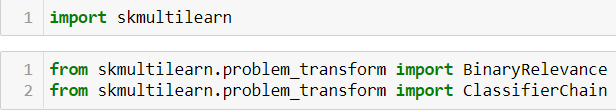 1 import skmultilearn
1 from skmultilearn.problem_transform import BinaryRelevance
2 from skmultilearn.problem_transform import ClassifierChain